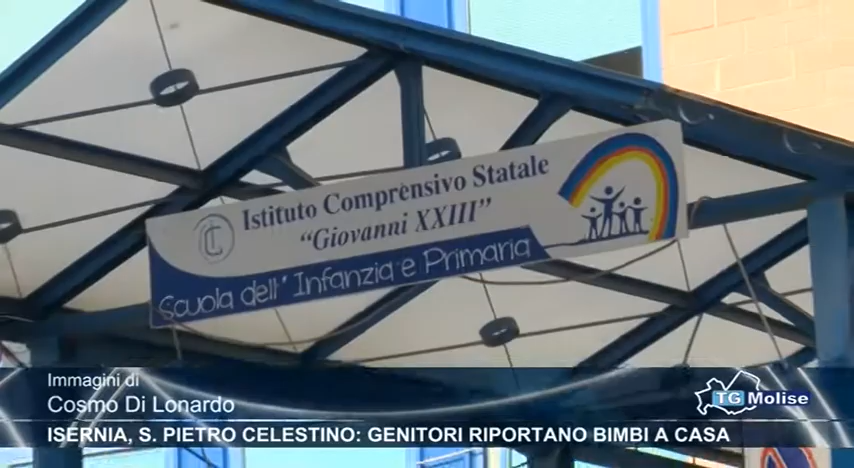 Istituto Comprensivo Statale
"Giovanni XXIII"
Scuola dell' Infanzia e Primaria
Immagini di
Cosmo Di Lonardo
TG Molise
ISERNIA, S. PIETRO CELESTINO: GENITORI RIPORTANO BIMBI A CASA